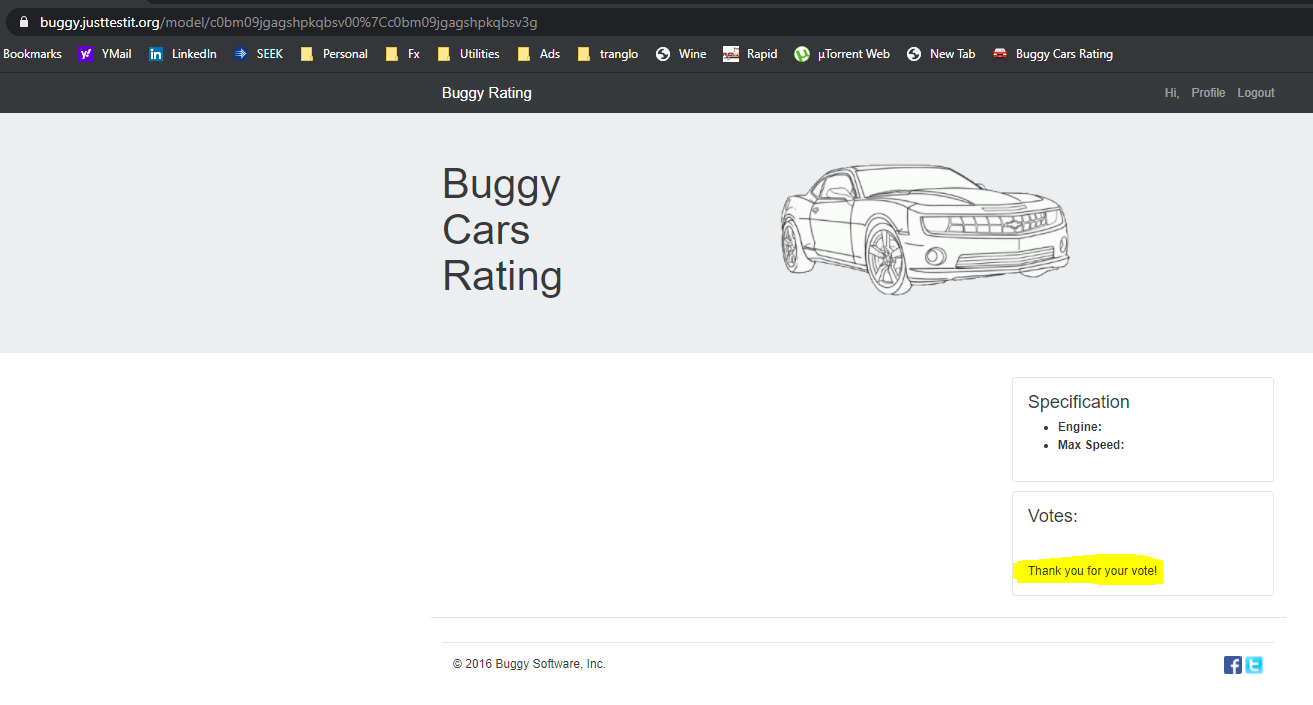 buggy.justtestit.org/model/c0bm09jgagshpkqbsv00%7Cc0bm09jgagshpkqbsv3g
Bookmarks y! YMail in LinkedIn SEEK Personal Fx Utilities Ads tranglo Wine Rapid µTorrent Web New Tab Buggy Cars Rating
Buggy Rating Hi, Profile Logout
Buggy
Cars
Rating
Specification
Engine:
Max Speed:
Votes:
Thank you for your vote!
© 2016 Buggy Software, Inc.